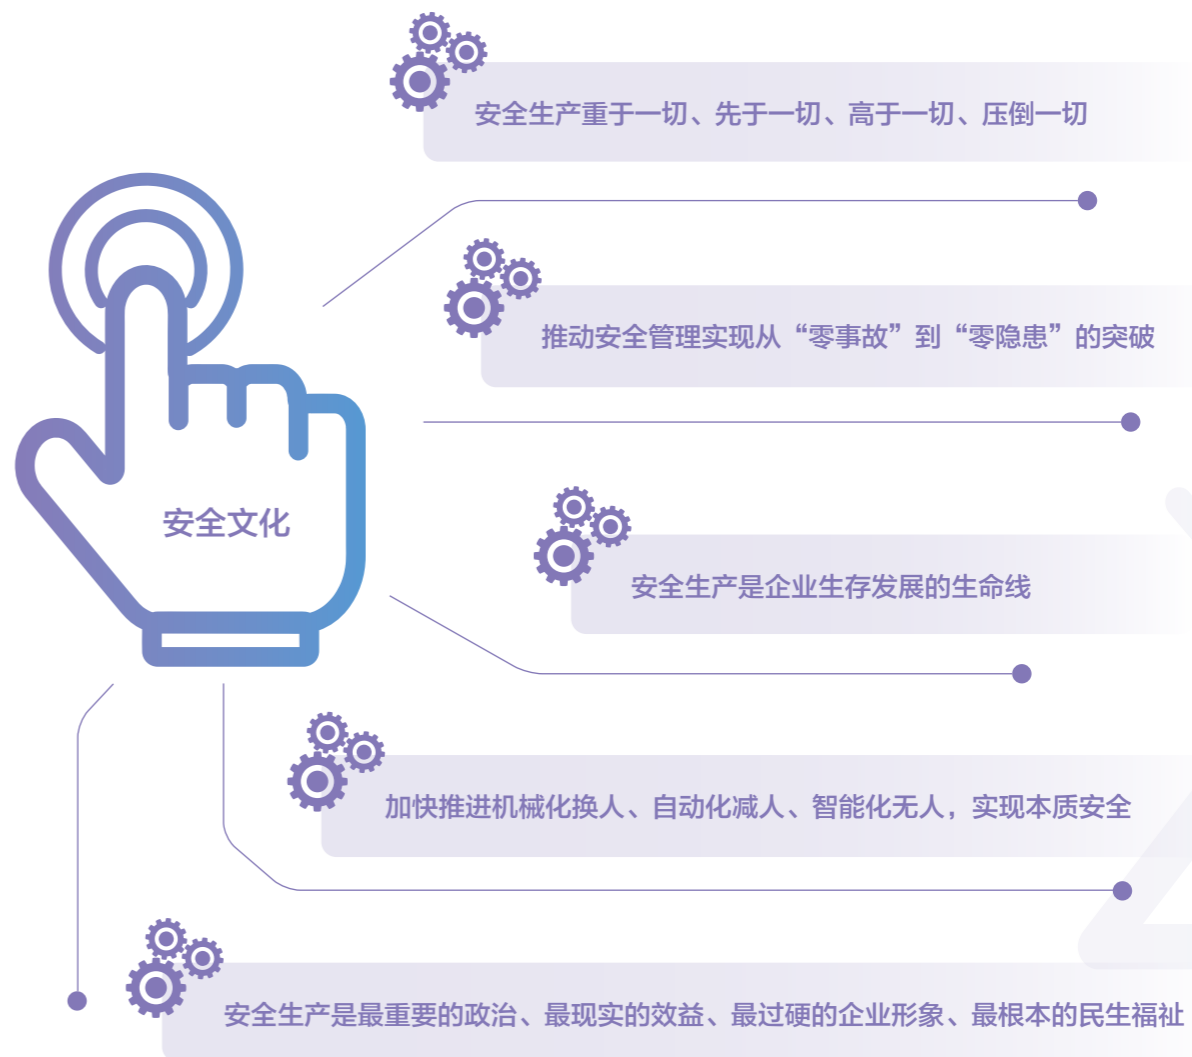 安全生产重于一切、先于一切、高于一切、压倒一切
推动安全管理实现从“零事故”到“零隐患”的突破
安全文化
安全生产是企业生存发展的生命线
加快推进机械化换人、自动化减人、智能化无人，实现本质安全
安全生产是最重要的政治、最现实的效益、最过硬的企业形象、最根本的民生福祉